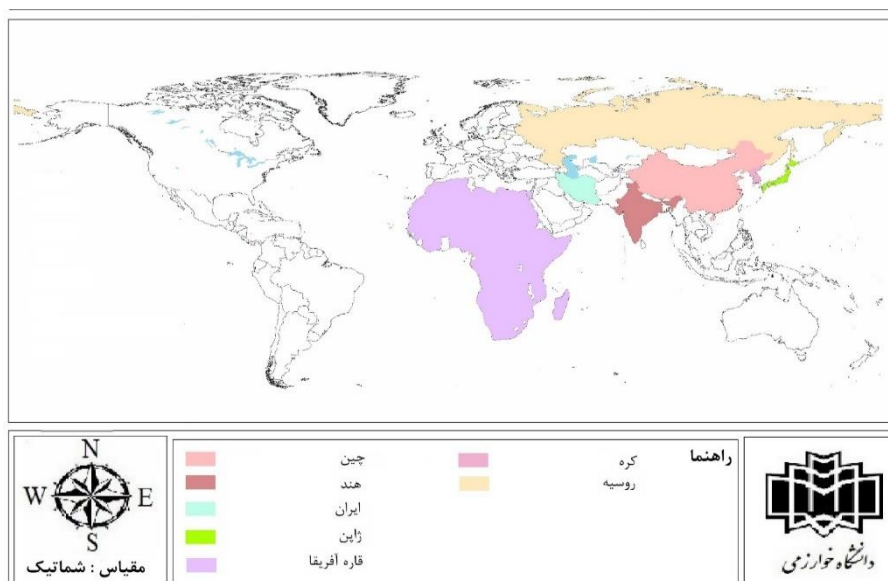 راهنما
کره
روسیه
چین
هند
ایران
ژاپن
قاره آفریقا
N
W E
S
مقیاس : شماتیک
دانشگاه خوارزمی